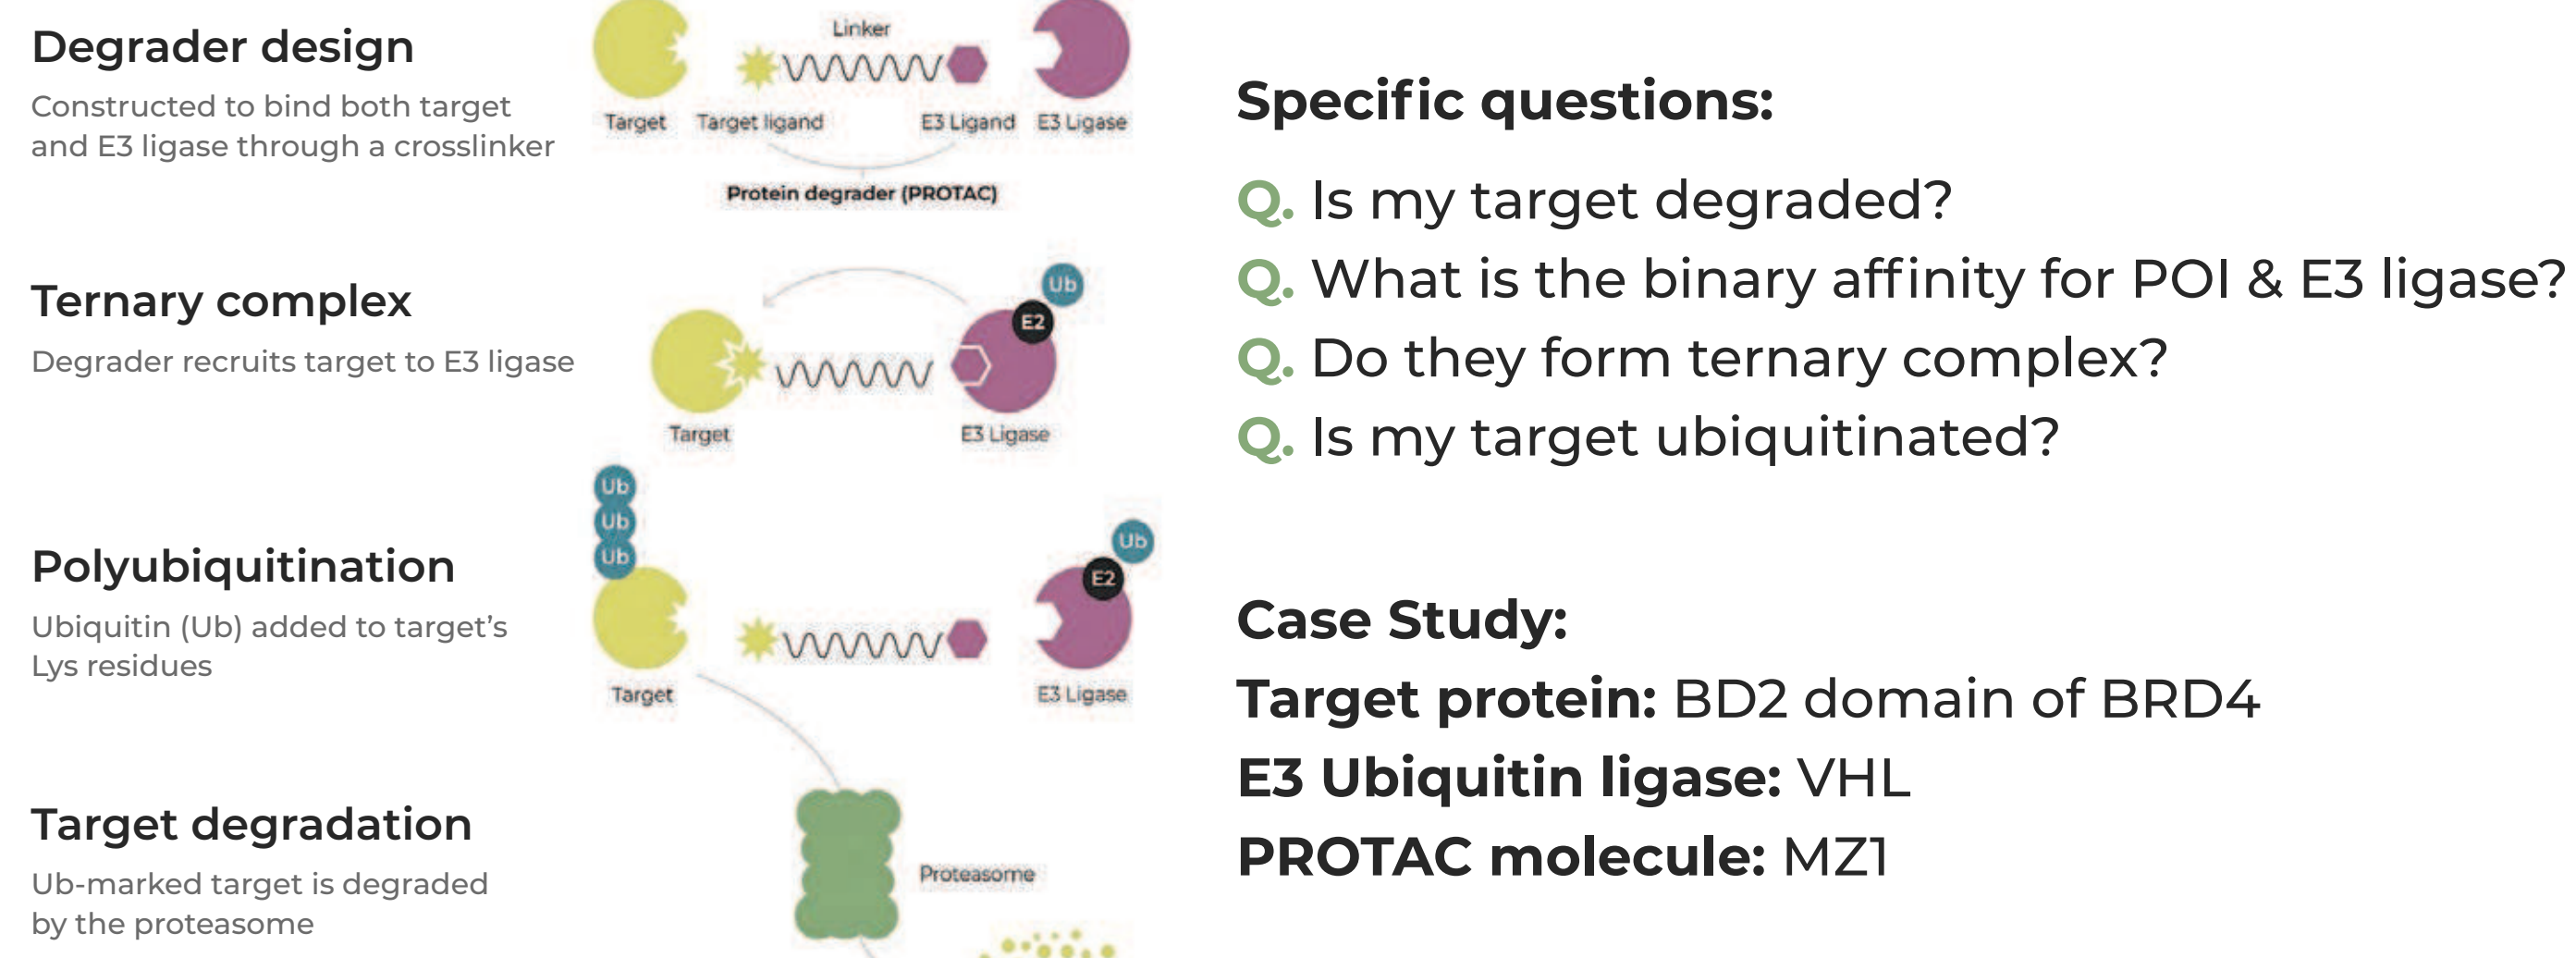 Degrader design
Constructed to bind both target
and E3 ligase through a crosslinker
Linker
Target
Target ligand
E3 Ligand
E3 Ligase
Protein degrader (PROTAC)
Ternary complex
Degrader recruits target to E3 ligase
Ub
E2
Target
E3 Ligase
Polyubiquitination
Ubiquitin (Ub) added to target’s
Lys residues
Ub
Ub
Ub
Ub
E2
Target
E3 Ligase
Target degradation
Ub-marked target is degraded
by the proteasome
Proteasome
Specific questions:
Q. Is my target degraded?
Q. What is the binary affinity for POI & E3 ligase?
Q. Do they form ternary complex?
Q. Is my target ubiquitinated?
Case Study:
Target protein: BD2 domain of BRD4
E3 Ubiquitin ligase: VHL
PROTAC molecule: MZ1